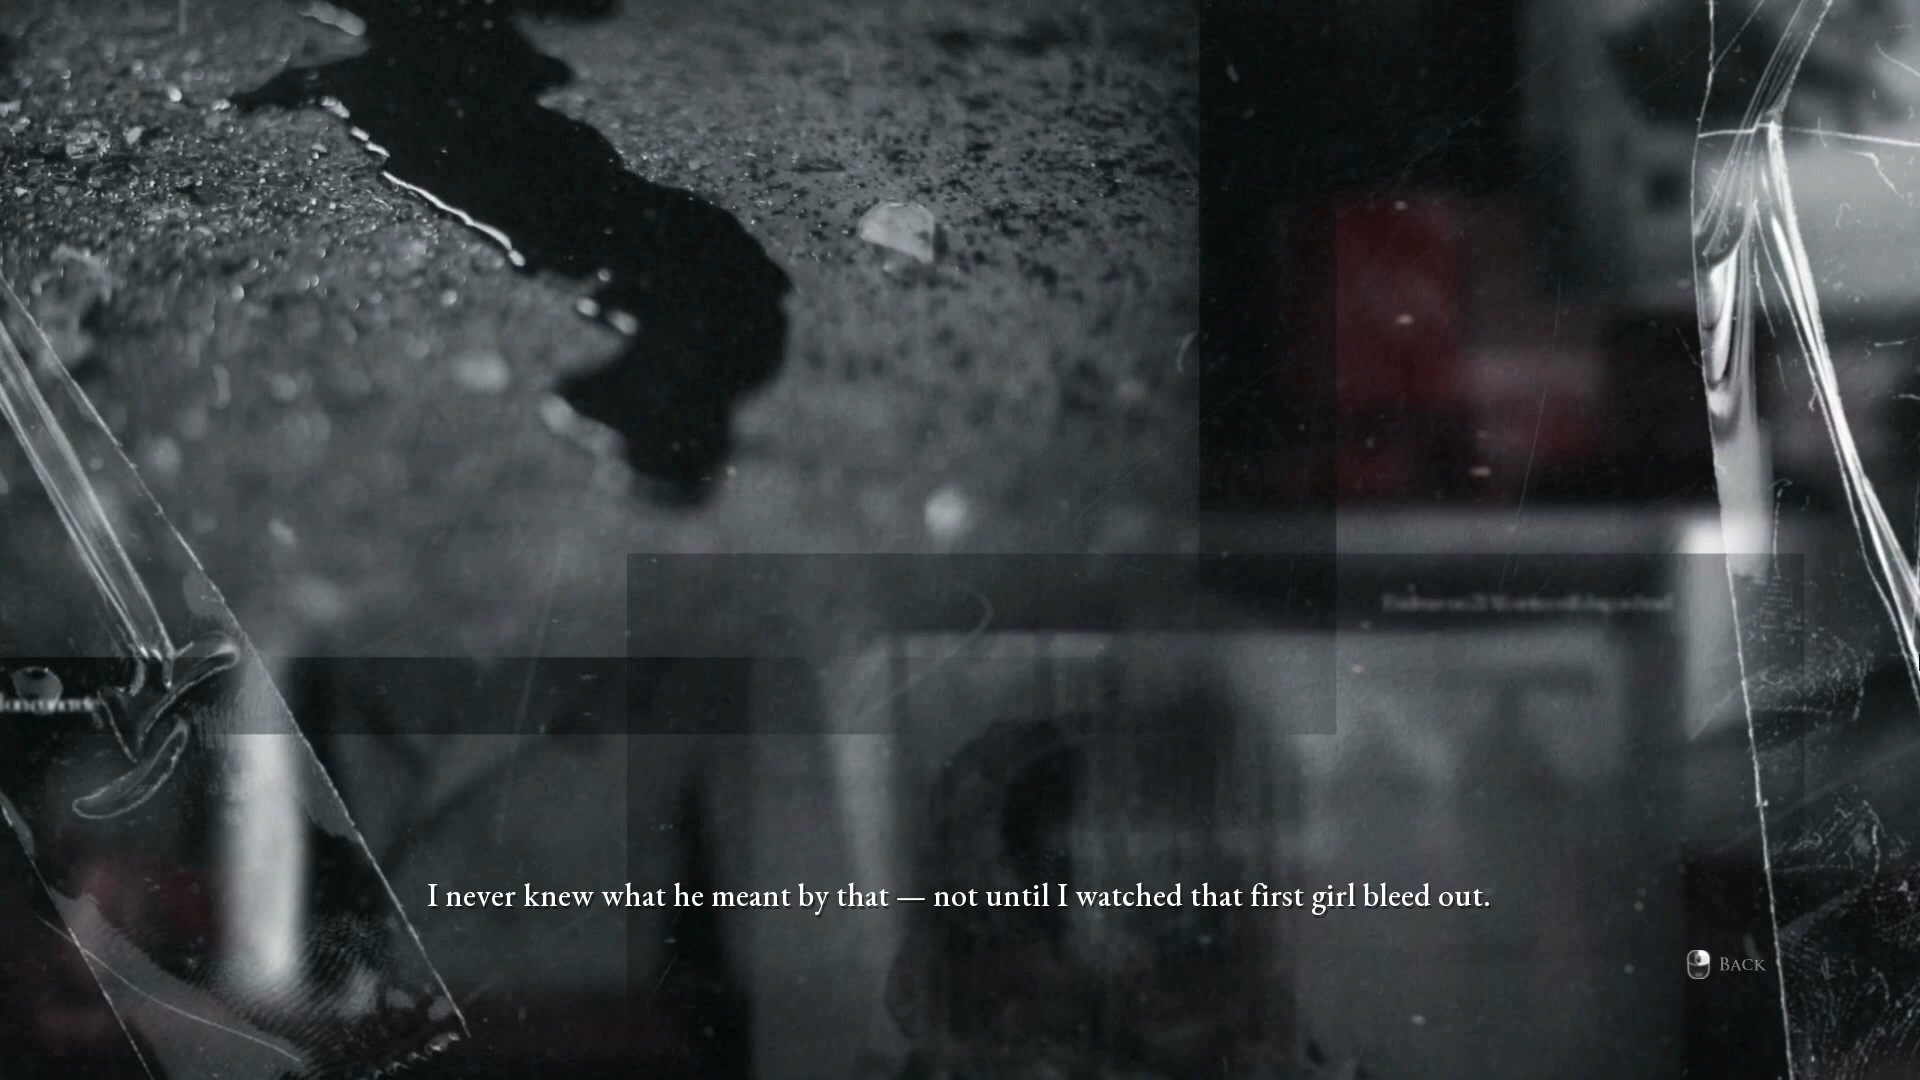 I never knew what he meant by that — not until I watched that first girl bleed out.
BACK